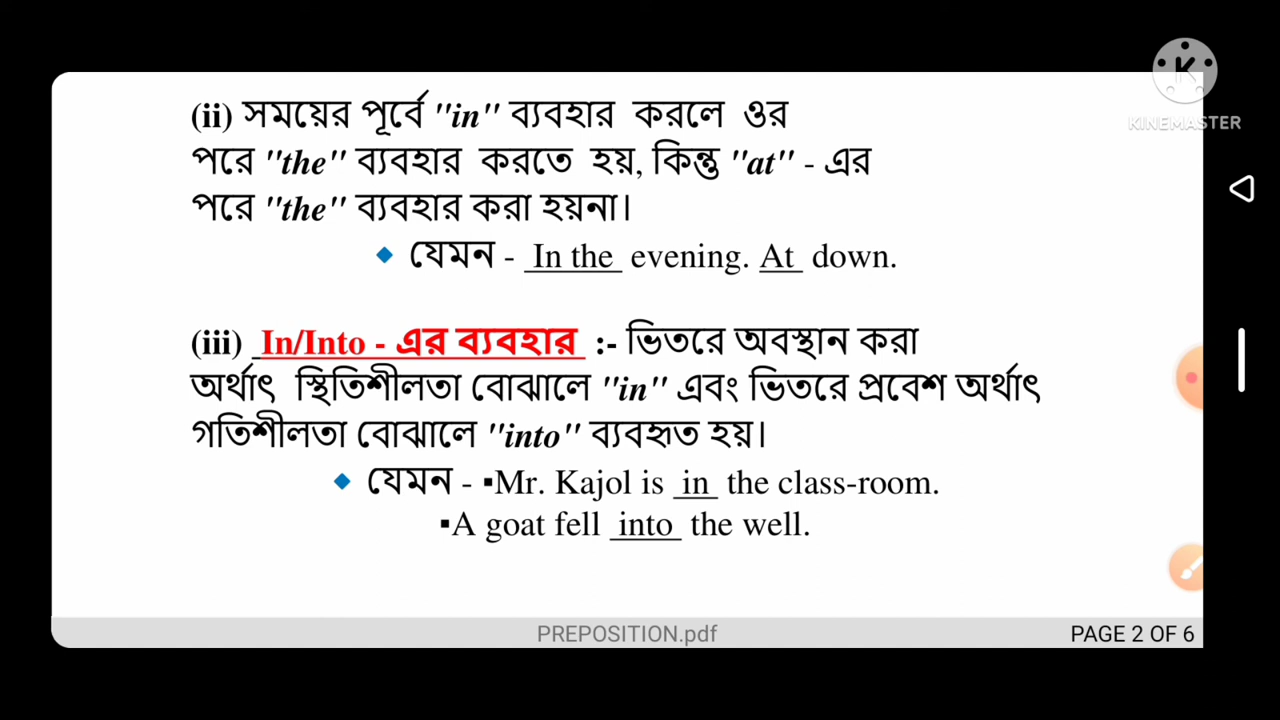 (ii) সময়ের পূর্বে "in" ব্যবহার করলে ওর
পরে "the" ব্যবহার করতে হয়, কিন্তু "at" - এর
পরে "the" ব্যবহার করা হয়না।
🔹 যেমন - In the evening. At down.
(iii) In/Into - এর ব্যবহার :- ভিতরে অবস্থান করা
অর্থাৎ স্থিতিশীলতা বোঝালে "in" এবং ভিতরে প্রবেশ অর্থাৎ
গতিশীলতা বোঝালে "into" ব্যবহৃত হয়।
🔹 যেমন - ▪Mr. Kajol is in the class-room.
▪A goat fell into the well.
PREPOSITION.pdf PAGE 2 OF 6
K
KINEMASTER